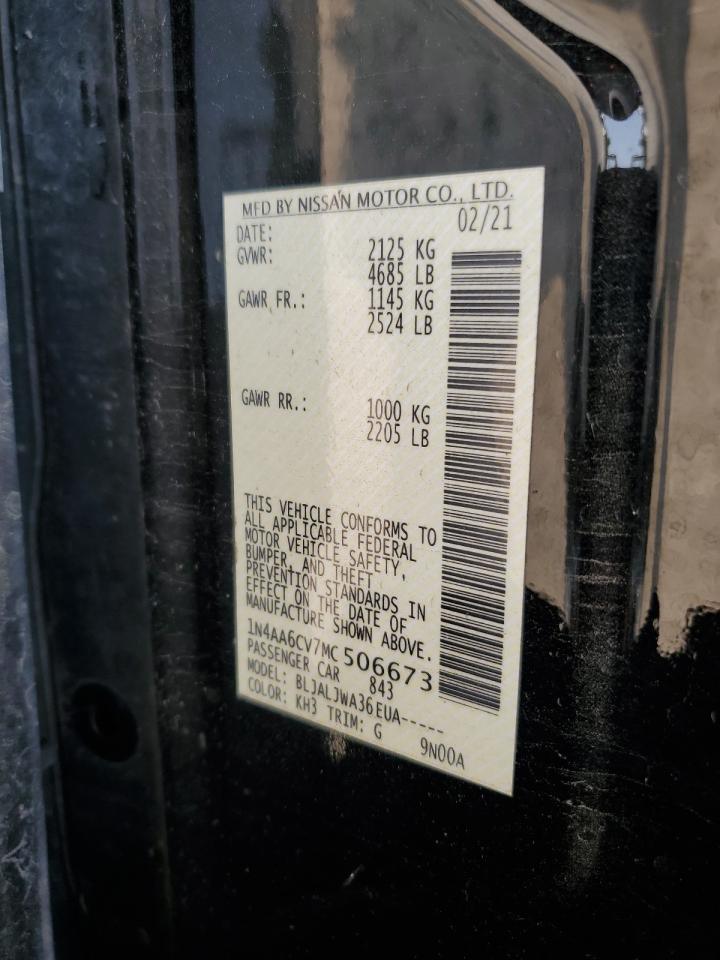 MFD BY NISSAN MOTOR CO., LTD.
DATE: 02/21
GVWR: 2125 KG
4685 LB
GAWR FR.: 1145 KG
2524 LB
GAWR RR.: 1000 KG
2205 LB
THIS VEHICLE CONFORMS TO
ALL APPLICABLE FEDERAL
MOTOR VEHICLE SAFETY,
BUMPER, AND THEFT
PREVENTION STANDARDS IN
EFFECT ON THE DATE OF
MANUFACTURE SHOWN ABOVE.
1N4AA6CV7MC506673
PASSENGER CAR 843
MODEL: BLJALJWA36EUA-----
COLOR: KH3 TRIM: G 9N00A